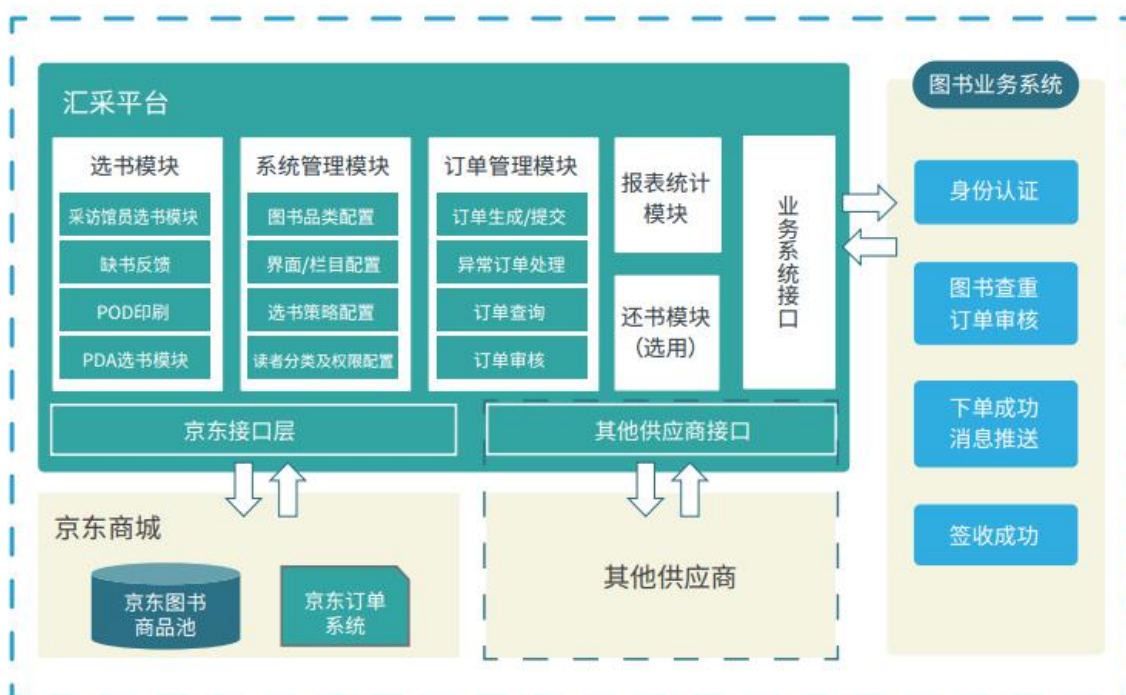 汇采平台
选书模块
采访馆员选书模块
缺书反馈
POD印刷
PDA选书模块
系统管理模块
图书品类配置
界面/栏目配置
选书策略配置
读者分类及权限配置
订单管理模块
订单生成/提交
异常订单处理
订单查询
订单审核
报表统计
模块
还书模块
（选用）
业务系统接口
京东接口层
其他供应商接口
京东商城
京东图书
商品池
京东订单
系统
其他供应商
图书业务系统
身份认证
图书查重
订单审核
下单成功
消息推送
签收成功